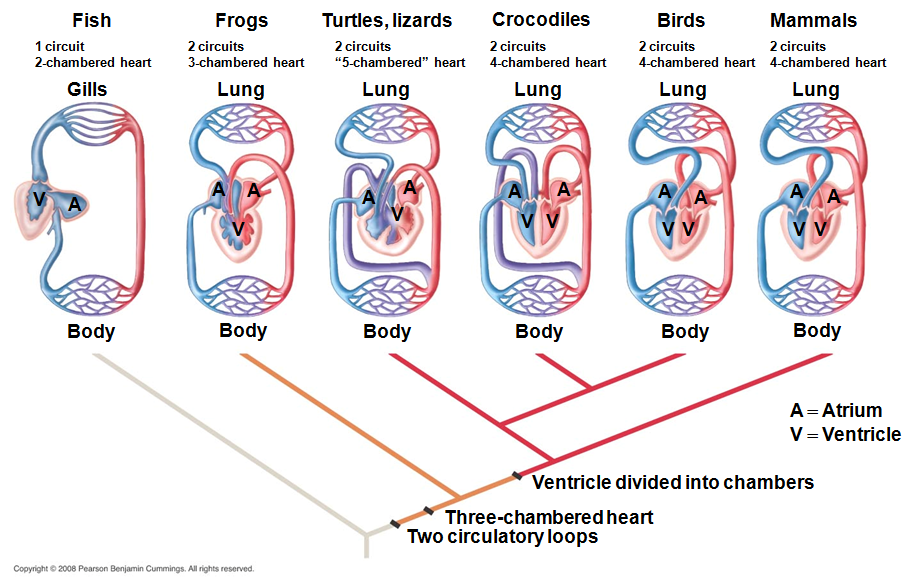 Fish
1 circuit
2-chambered heart
Gills
V
A
Body
Frogs
2 circuits
3-chambered heart
Lung
A
A
V
Body
Turtles, lizards
2 circuits
“5-chambered” heart
Lung
A
A
V
Body
Crocodiles
2 circuits
4-chambered heart
Lung
A
A
V
V
Body
Birds
2 circuits
4-chambered heart
Lung
A
A
V
V
Body
Mammals
2 circuits
4-chambered heart
Lung
A
A
V
V
Body
A = Atrium
V = Ventricle
Ventricle divided into chambers
Three-chambered heart
Two circulatory loops
Copyright © 2008 Pearson Benjamin Cummings. All rights reserved.